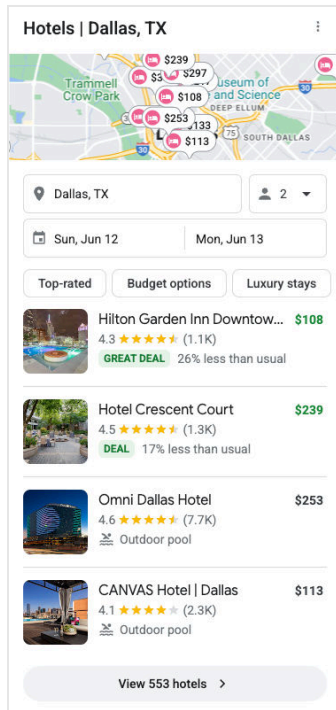 Hotels | Dallas, TX
$239
$297
Trammell
Crow Park
useum of
and Science
$108
30
DEEP ELLUM
$253
133
75
SOUTH DALLAS
$113
30
Dallas, TX
2
Sun, Jun 12
Mon, Jun 13
Top-rated
Budget options
Luxury stays
Hilton Garden Inn Downtow... $108
4.3 (1.1K)
GREAT DEAL 26% less than usual
Hotel Crescent Court $239
4.5 (1.3K)
DEAL 17% less than usual
Omni Dallas Hotel $253
4.6 (7.7K)
Outdoor pool
CANVAS Hotel | Dallas $113
4.1 (2.3K)
Outdoor pool
View 553 hotels >